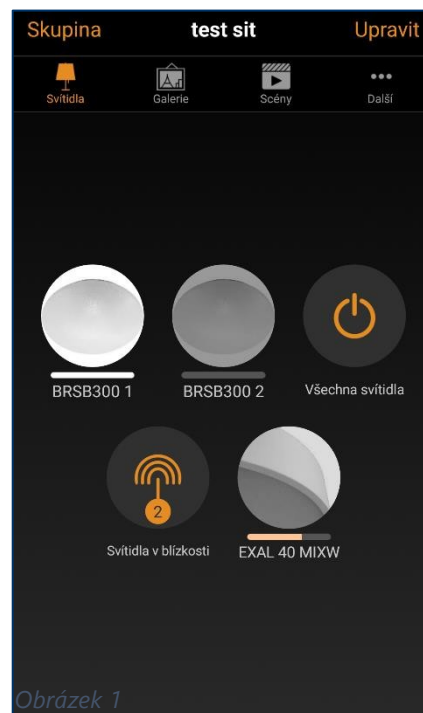 Skupina test sit Upravit
Svítidla Galerie Scény Další
BRSB300 1 BRSB300 2 Všechna svítidla
2
Svítidla v blízkosti EXAL 40 MIXW
Obrázek 1